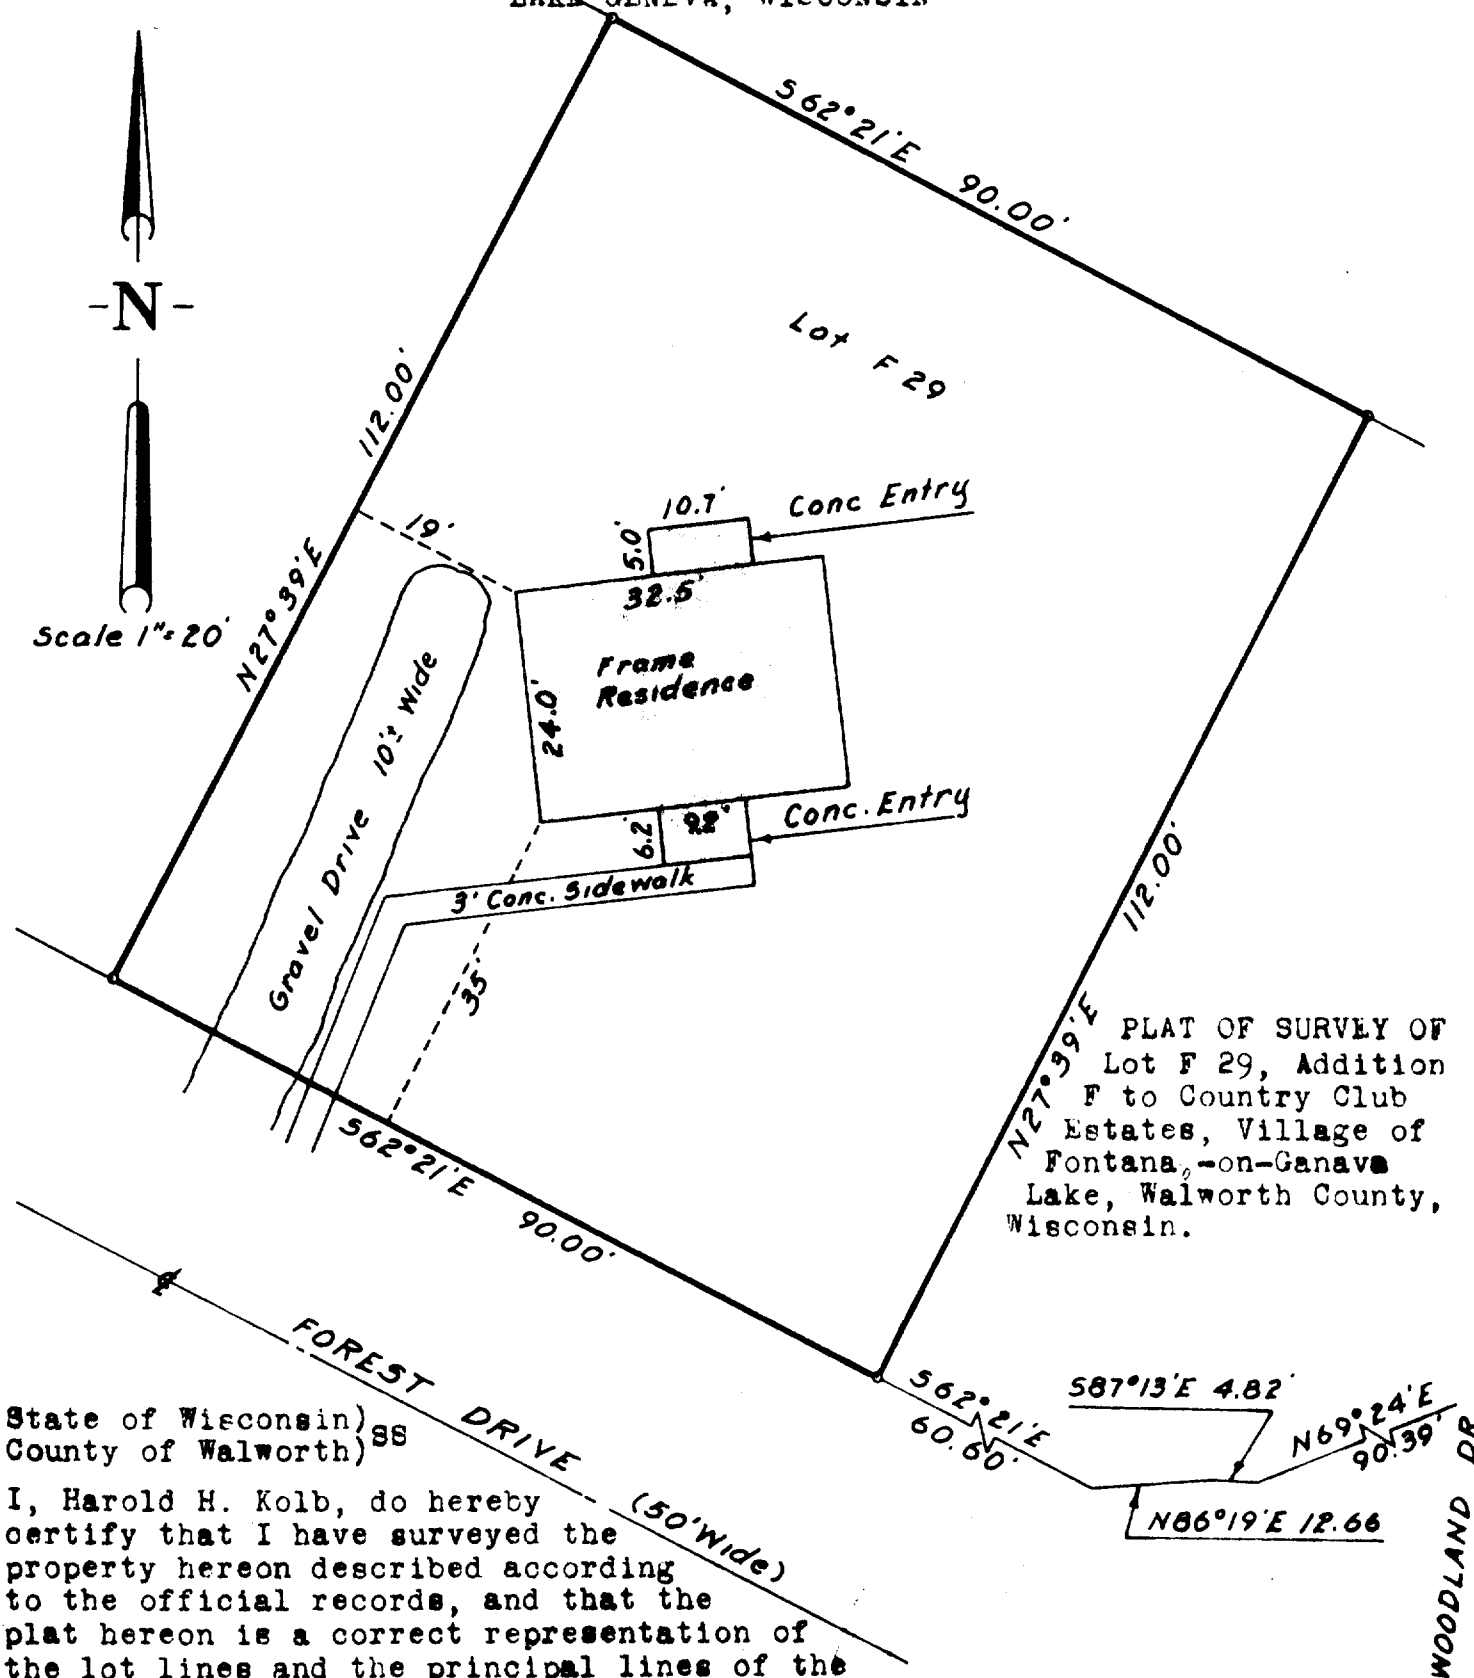 LAKE GENEVA, WISCONSIN
S 62°21'E 90.00'
-N-
Scale 1"=20'
112.00'
N27°39'E
Lot F 29
19'
10.7'
5.0'
Conc Entry
32.5'
Frame
Residence
24.0'
Gravel Drive 10'± Wide
6.2'
Conc. Entry
3' Conc. Sidewalk
35'
112.00'
N27°39'E
S62°21'E
90.00'
PLAT OF SURVEY OF
Lot F 29, Addition
F to Country Club
Estates, Village of
Fontana,-on-Ganava
Lake, Walworth County,
Wisconsin.
FOREST DRIVE (50' Wide)
S62°21'E
60.60'
S87°13'E 4.82'
N69°24'E
90.39'
N86°19'E 12.66
WOODLAND DR
State of Wisconsin)
County of Walworth)SS
I, Harold H. Kolb, do hereby
certify that I have surveyed the
property hereon described according
to the official records, and that the
plat hereon is a correct representation of
the lot lines and the principal lines of the